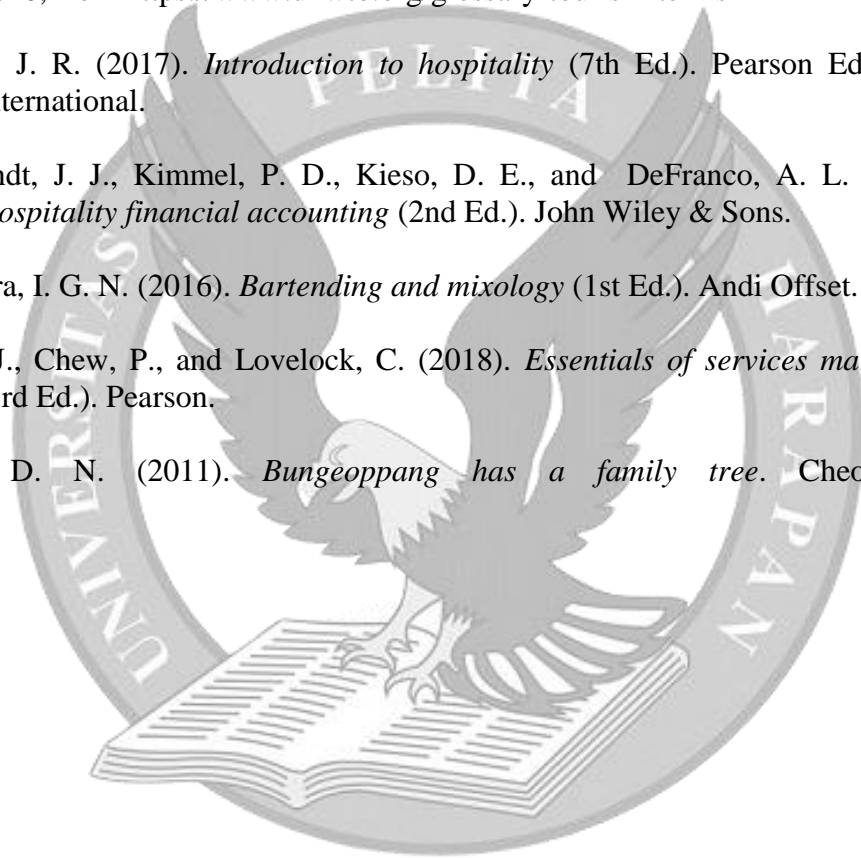 J. R. (2017). Introduction to hospitality (7th Ed.). Pearson Ed
ternational.
ndt, J. J., Kimmel, P. D., Kieso, D. E., and DeFranco, A. L.
ospitality financial accounting (2nd Ed.). John Wiley & Sons.
ra, I. G. N. (2016). Bartending and mixology (1st Ed.). Andi Offset.
J., Chew, P., and Lovelock, C. (2018). Essentials of services ma
rd Ed.). Pearson.
D. N. (2011). Bungeoppang has a family tree. Cheo
UNIVERSITAS PELITA HARAPAN